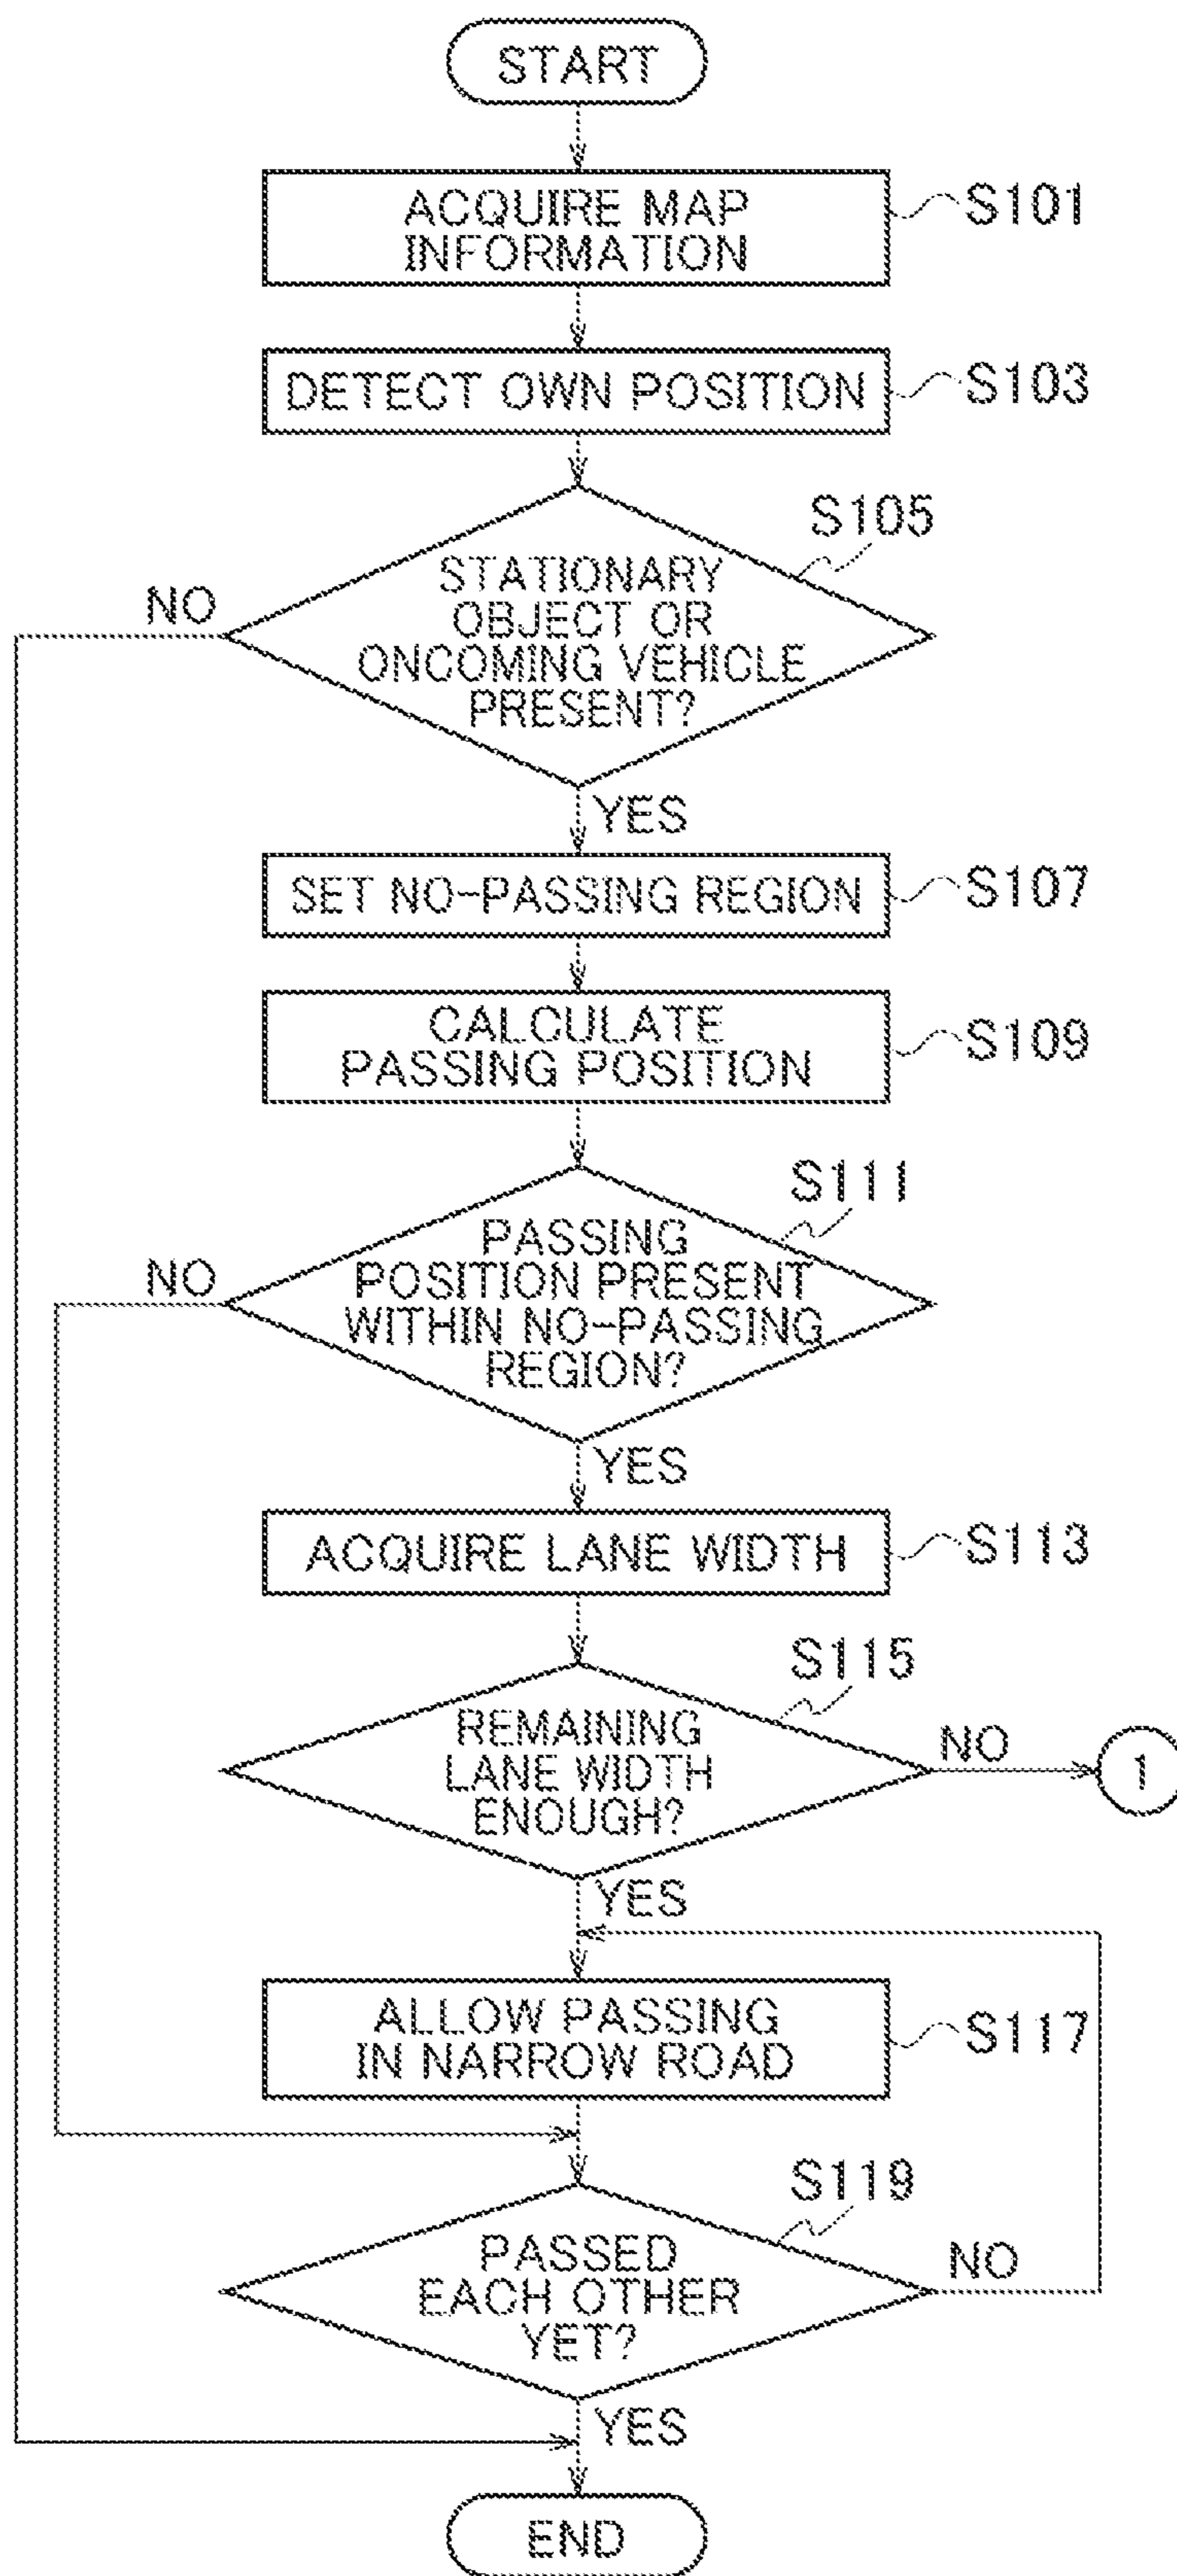 START
ACQUIRE MAP
INFORMATION
S101
DETECT OWN POSITION
S103
S105
STATIONARY
OBJECT OR
ONCOMING VEHICLE
PRESENT?
NO
YES
SET NO-PASSING REGION
S107
CALCULATE
PASSING POSITION
S109
S111
PASSING
POSITION PRESENT
WITHIN NO-PASSING
REGION?
NO
YES
ACQUIRE LANE WIDTH
S113
S115
REMAINING
LANE WIDTH
ENOUGH?
NO
1
YES
ALLOW PASSING
IN NARROW ROAD
S117
S119
PASSED
EACH OTHER
YET?
NO
YES
END